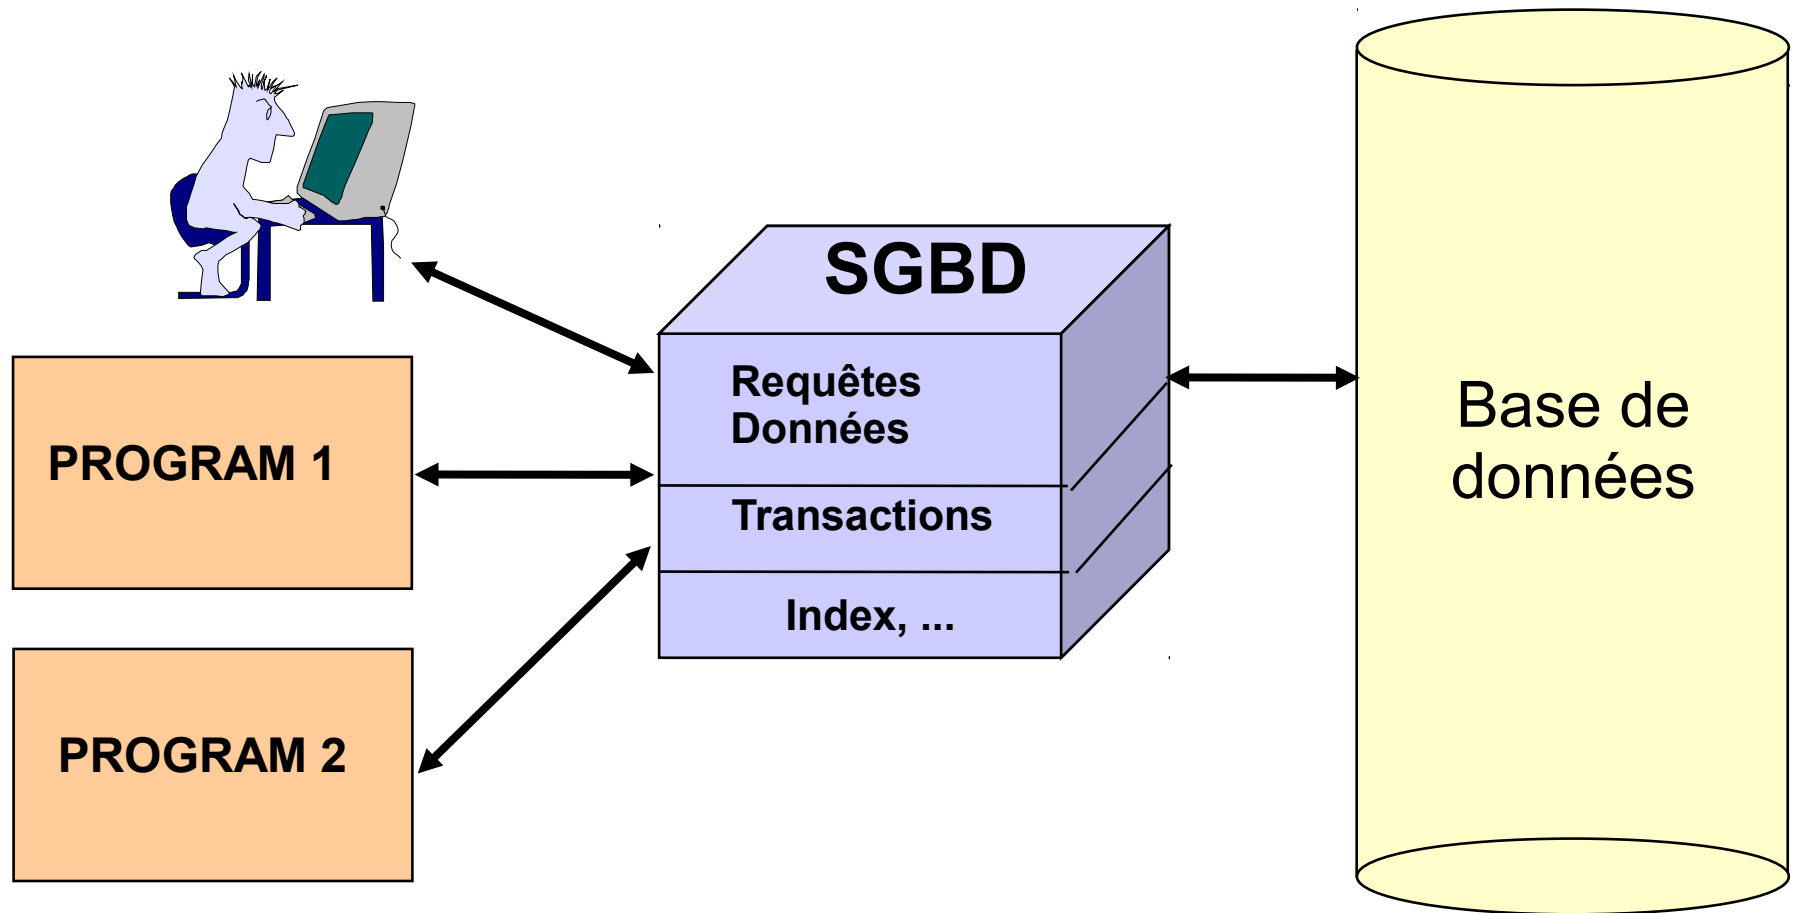 SGBD
Requêtes
Données
Transactions
Index, ...
PROGRAM 1
PROGRAM 2
Base de
données